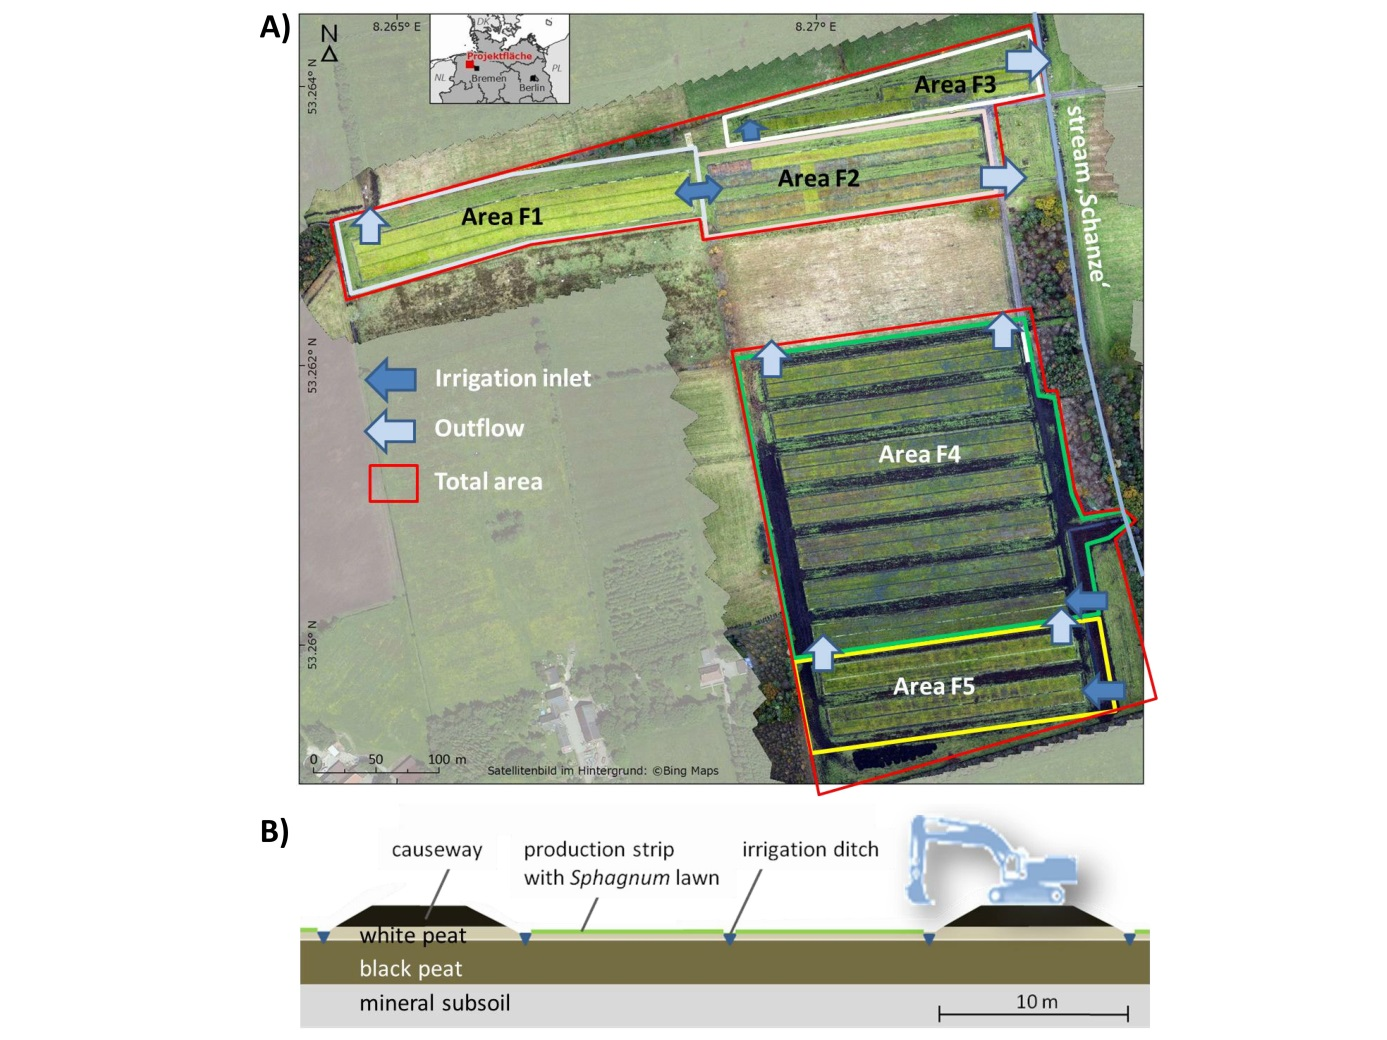 A)
N
8.265° E
8.27° E
53.264° N
53.262° N
53.26° N
DK
Projektfläche
NL
PL
Bremen
Berlin
Area F3
Area F2
Area F1
stream ‚Schanze‘
Irrigation inlet
Outflow
Total area
Area F4
Area F5
0 50 100 m
Satellitenbild im Hintergrund: ©Bing Maps
B)
causeway
production strip
with Sphagnum lawn
irrigation ditch
white peat
black peat
mineral subsoil
10 m